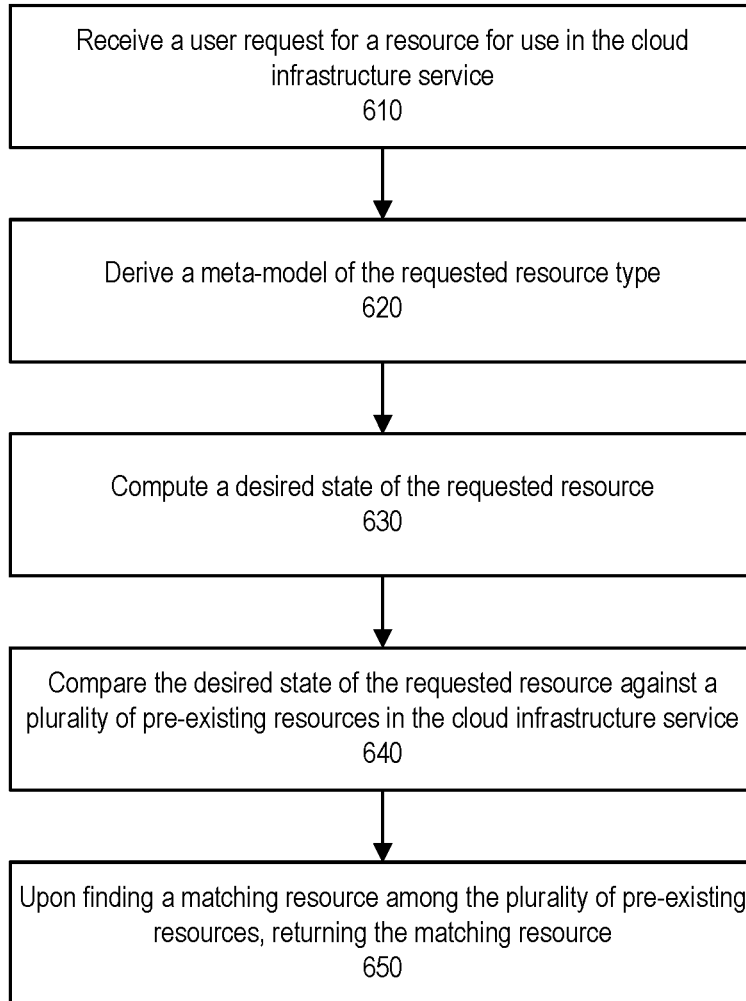 Receive a user request for a resource for use in the cloud
infrastructure service
610
Derive a meta-model of the requested resource type
620
Compute a desired state of the requested resource
630
Compare the desired state of the requested resource against a
plurality of pre-existing resources in the cloud infrastructure service
640
Upon finding a matching resource among the plurality of pre-existing
resources, returning the matching resource
650